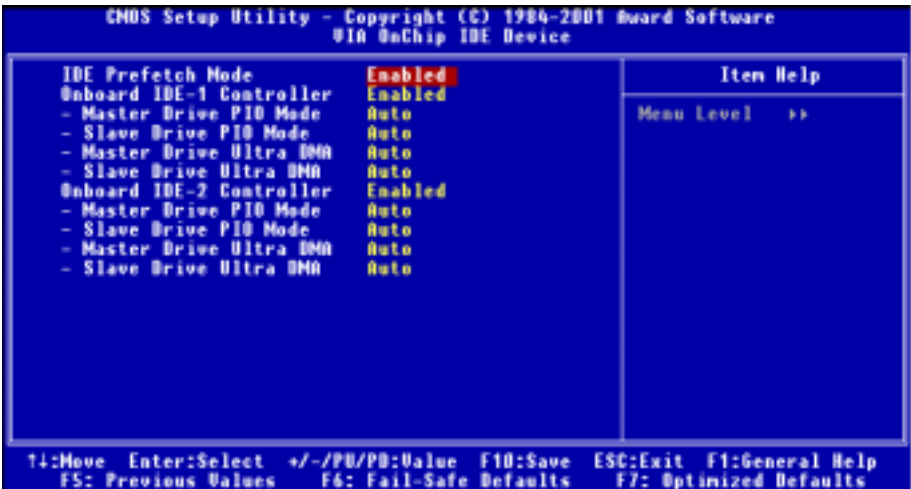 CMOS Setup Utility - Copyright (C) 1984-2001 Award Software
VIA OnChip IDE Device
IDE Prefetch Mode Enabled
Onboard IDE-1 Controller Enabled
- Master Drive PIO Mode Auto
- Slave Drive PIO Mode Auto
- Master Drive Ultra DMA Auto
- Slave Drive Ultra DMA Auto
Onboard IDE-2 Controller Enabled
- Master Drive PIO Mode Auto
- Slave Drive PIO Mode Auto
- Master Drive Ultra DMA Auto
- Slave Drive Ultra DMA Auto
Item Help
Menu Level ►►
↑↓:Move Enter:Select +/-/PU/PD:Value F10:Save ESC:Exit F1:General Help
F5: Previous Values F6: Fail-Safe Defaults F7: Optimized Defaults